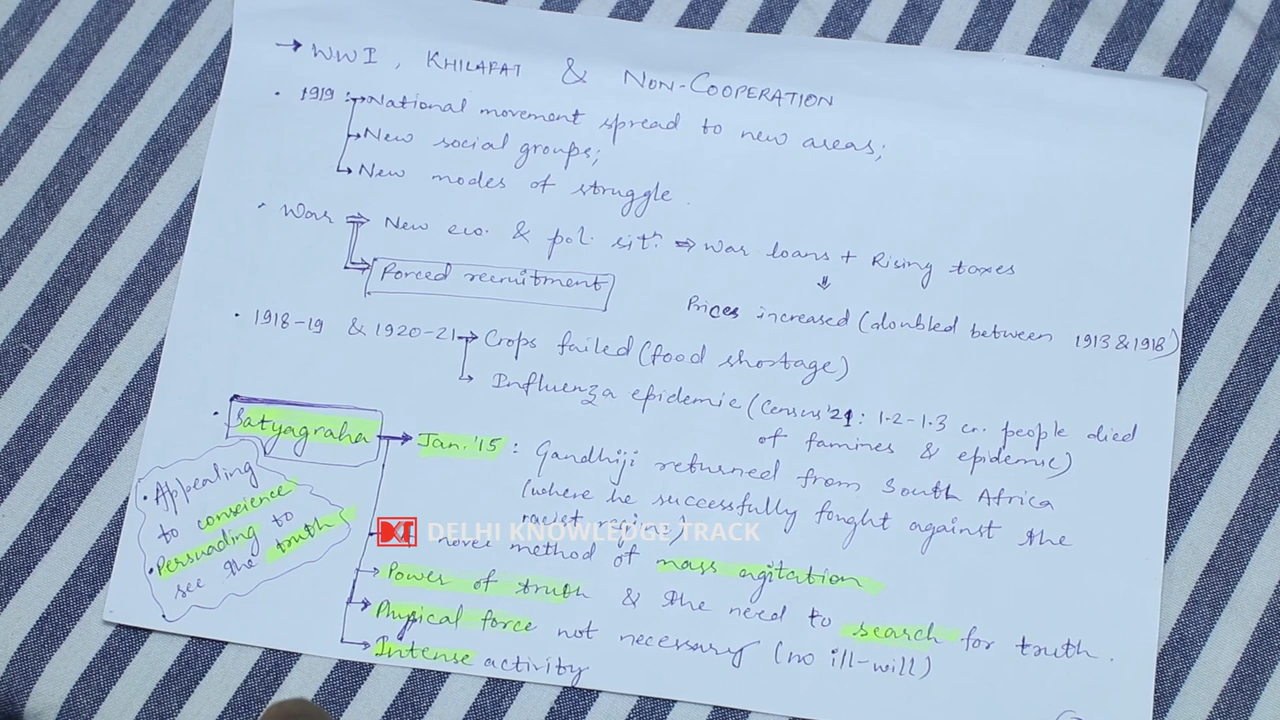 → WWI, KHILAFAT & NON-COOPERATION
· 1919 : → National movement spread to new areas;
→ New social groups;
→ New modes of struggle.
· War ⇒ New eco. & pol. sitⁿ. ⇒ War loans + Rising taxes
⇓
⇒ Forced recruitment
Prices increased (doubled between 1913 & 1918)
· 1918-19 & 1920-21 → Crops failed (food shortage)
→ Influenza epidemic (Census '21 : 1.2-1.3 cr. people died
of famines & epidemic)
· Satyagraha → Jan. '15 : Gandhiji returned from South Africa
(where he successfully fought against the
racist
DKT DELHI KNOWLEDGE TRACK
novel method of mass agitation
→ Power of truth & the need to search for truth.
→ Physical force not necessary (no ill-will)
→ Intense activity
· Appealing
to conscience
· Persuading to
see the truth